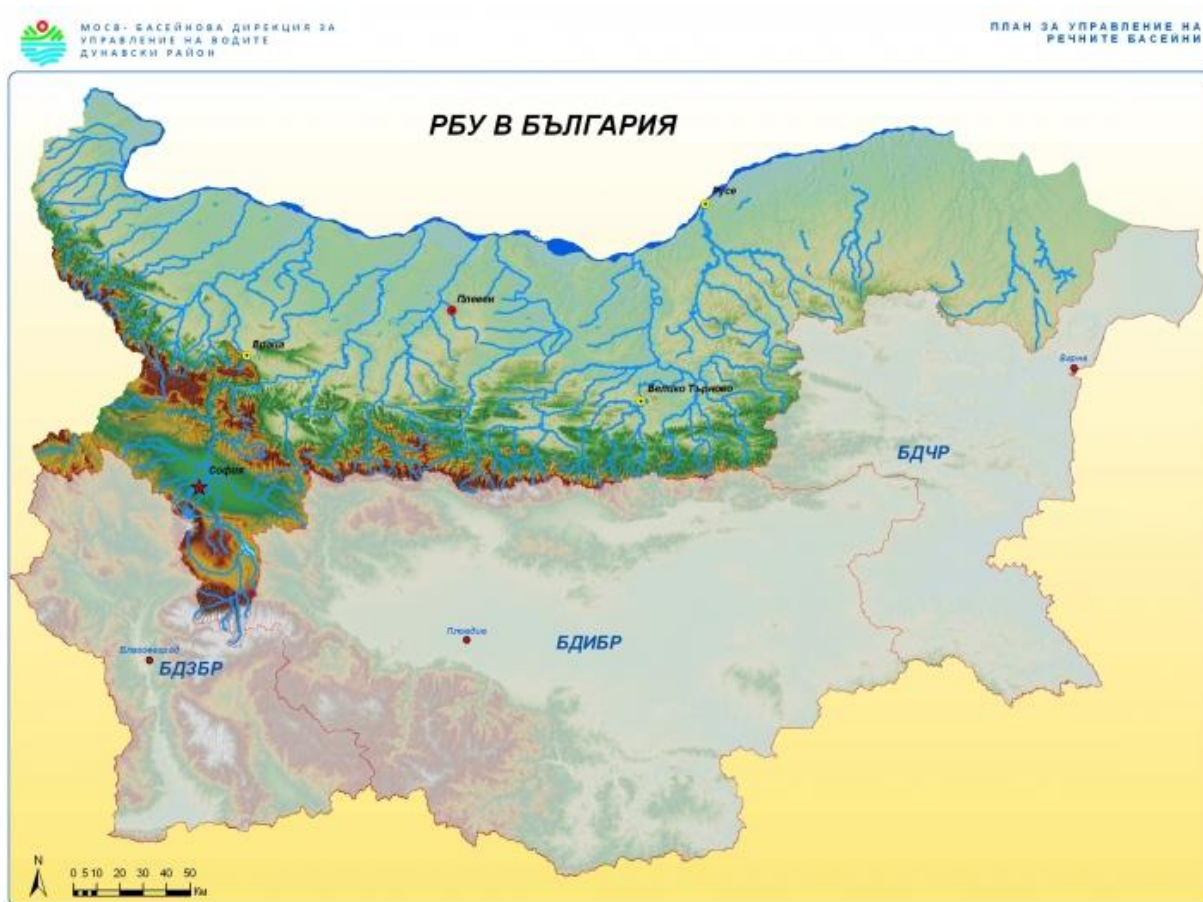 МОСВ- БАСЕЙНОВА ДИРЕКЦИЯ ЗА
УПРАВЛЕНИЕ НА ВОДИТЕ
ДУНАВСКИ РАЙОН
ПЛАН ЗА УПРАВЛЕНИЕ НА
РЕЧНИТЕ БАСЕЙНИ
РБУ В БЪЛГАРИЯ
Русе
Плевен
Враца
Варна
Велико Търново
БДЧР
София
Пловдив
БДИБР
Благоевград
БДЗБР
N
0 5 10 20 30 40 50
Км